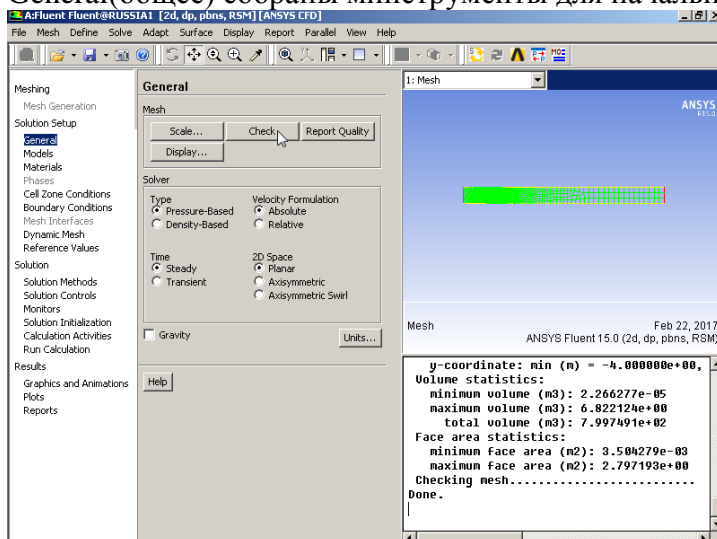 General(общее) собраны минструменты для начальн
A:Fluent Fluent@RUSSIA1 [2d, dp, pbns, RSM] [ANSYS CFD]
File Mesh Define Solve Adapt Surface Display Report Parallel View Help
Meshing
Mesh Generation
Solution Setup
General
Models
Materials
Phases
Cell Zone Conditions
Boundary Conditions
Mesh Interfaces
Dynamic Mesh
Reference Values
Solution
Solution Methods
Solution Controls
Monitors
Solution Initialization
Calculation Activities
Run Calculation
Results
Graphics and Animations
Plots
Reports
General
Mesh
Scale... Check Report Quality
Display...
Solver
Type Velocity Formulation
Pressure-Based Absolute
Density-Based Relative
Time 2D Space
Steady Planar
Transient Axisymmetric
Axisymmetric Swirl
Gravity Units...
Help
1: Mesh
ANSYS
R15.0
Mesh Feb 22, 2017
ANSYS Fluent 15.0 (2d, dp, pbns, RSM)
y-coordinate: min (m) = -4.000000e+00,
Volume statistics:
minimum volume (m3): 2.266277e-05
maximum volume (m3): 6.822124e+00
total volume (m3): 7.997491e+02
Face area statistics:
minimum face area (m2): 3.504279e-03
maximum face area (m2): 2.797193e+00
Checking mesh.........................
Done.